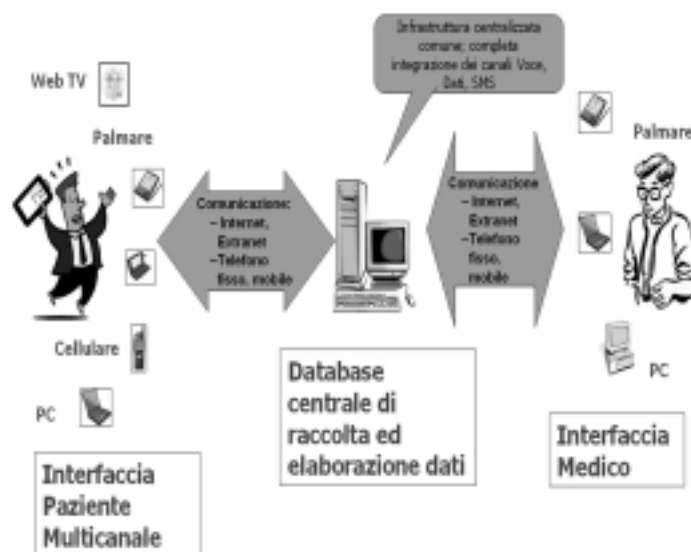 Infrastruttura centralizzata
comune; completa
integrazione dei canali Voce,
, Dati, SMS
Web TV
Palmare
Comunicazione:
– Internet,
Extranet
–Telefono
fisso, mobile
Cellulare
PC
Interfaccia
Paziente
Multicanale
Database
centrale di
raccolta ed
elaborazione dati
Comunicazione
– Internet,
Extranet
–Telefono
fisso,
mobile
Palmare
PC
Interfaccia
Medico